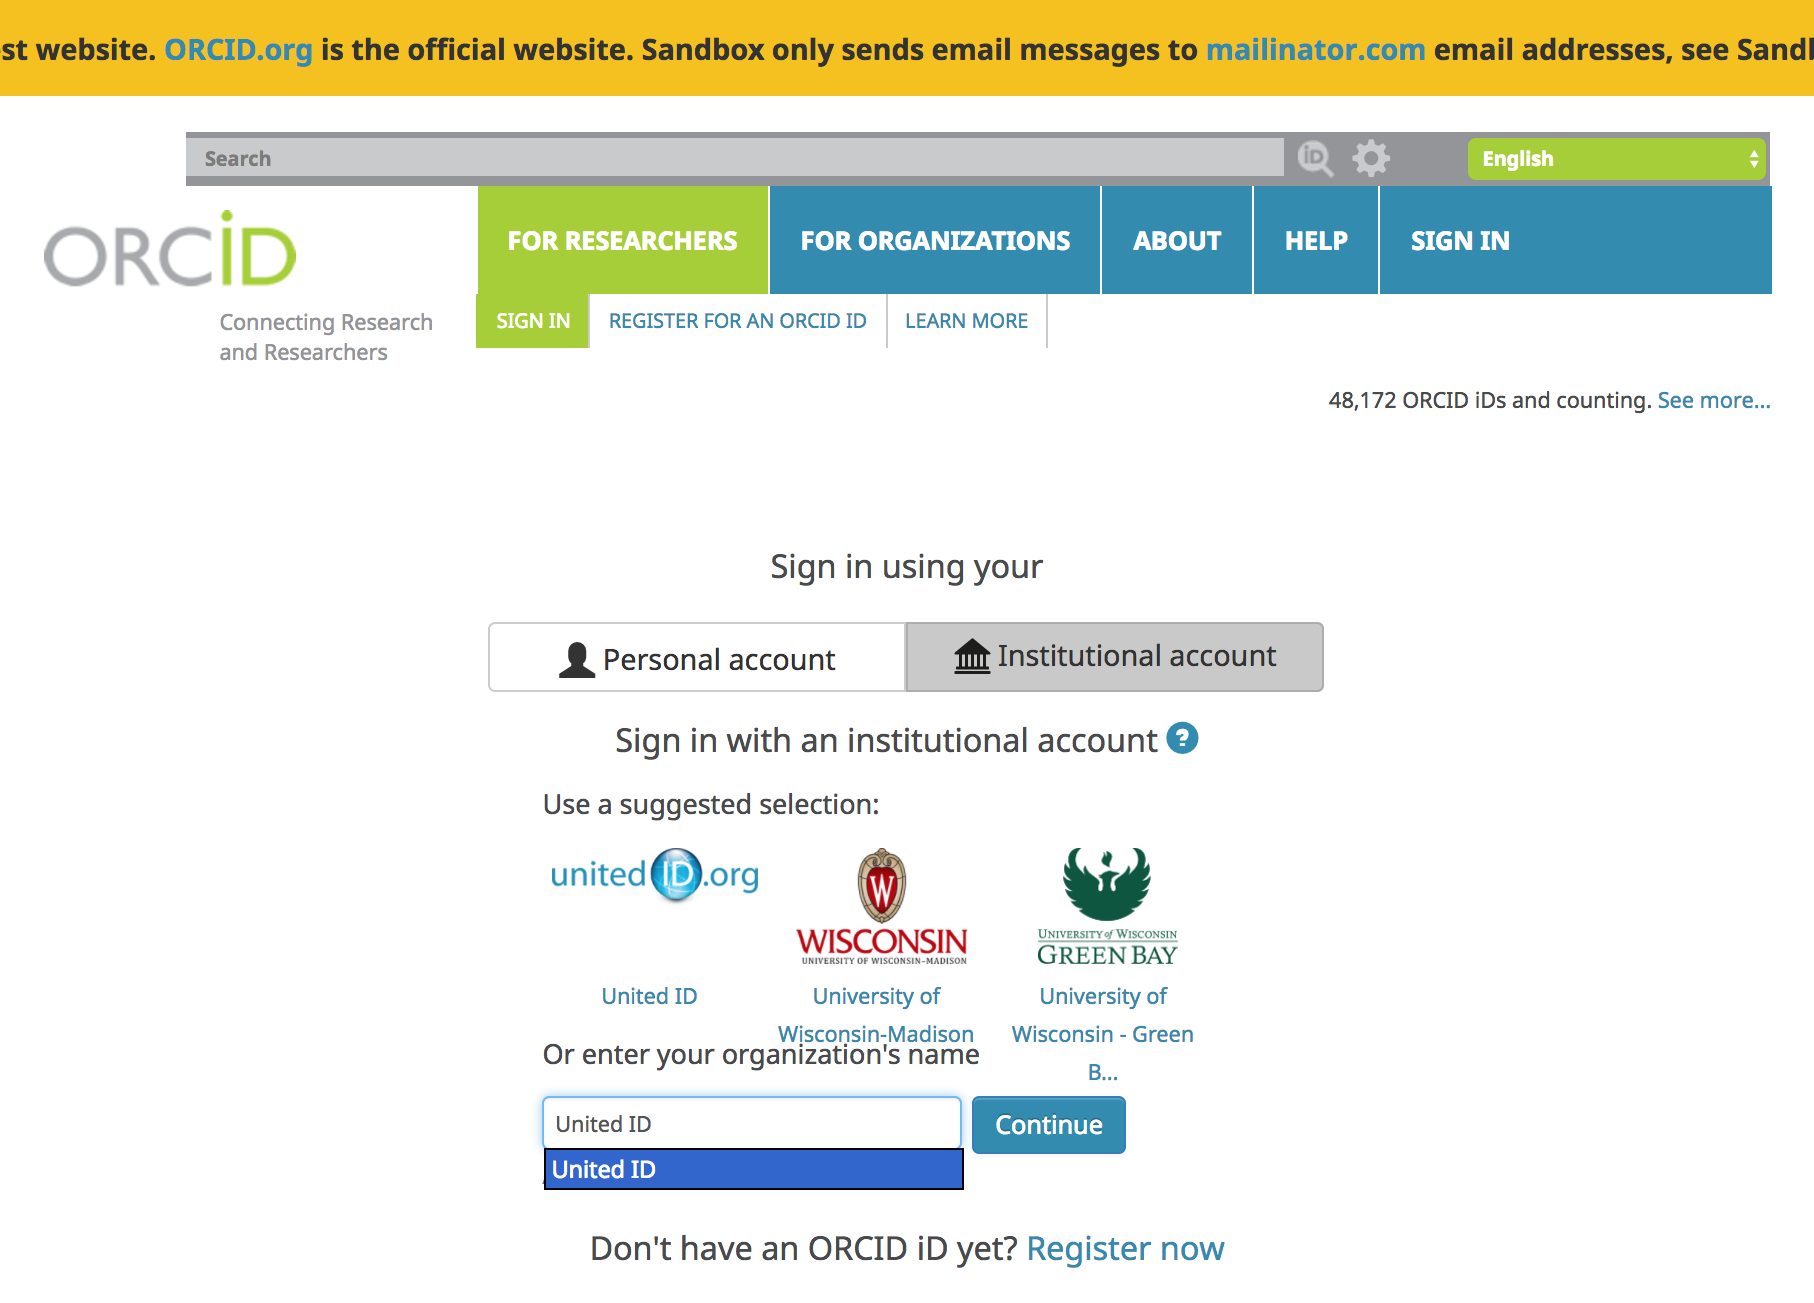 st website. ORCID.org is the official website. Sandbox only sends email messages to mailinator.com email addresses, see Sandb
Search
English
ORCiD
Connecting Research
and Researchers
FOR RESEARCHERS
FOR ORGANIZATIONS
ABOUT
HELP
SIGN IN
SIGN IN
REGISTER FOR AN ORCID ID
LEARN MORE
48,172 ORCID iDs and counting. See more...
Sign in using your
Personal account
Institutional account
Sign in with an institutional account ?
Use a suggested selection:
united ID.org
W
WISCONSIN
UNIVERSITY OF WISCONSIN–MADISON
UNIVERSITY of WISCONSIN
GREEN BAY
United ID
University of
Wisconsin-Madison
University of
Wisconsin - Green
B...
Or enter your organization's name
United ID
Continue
United ID
Don't have an ORCID iD yet? Register now